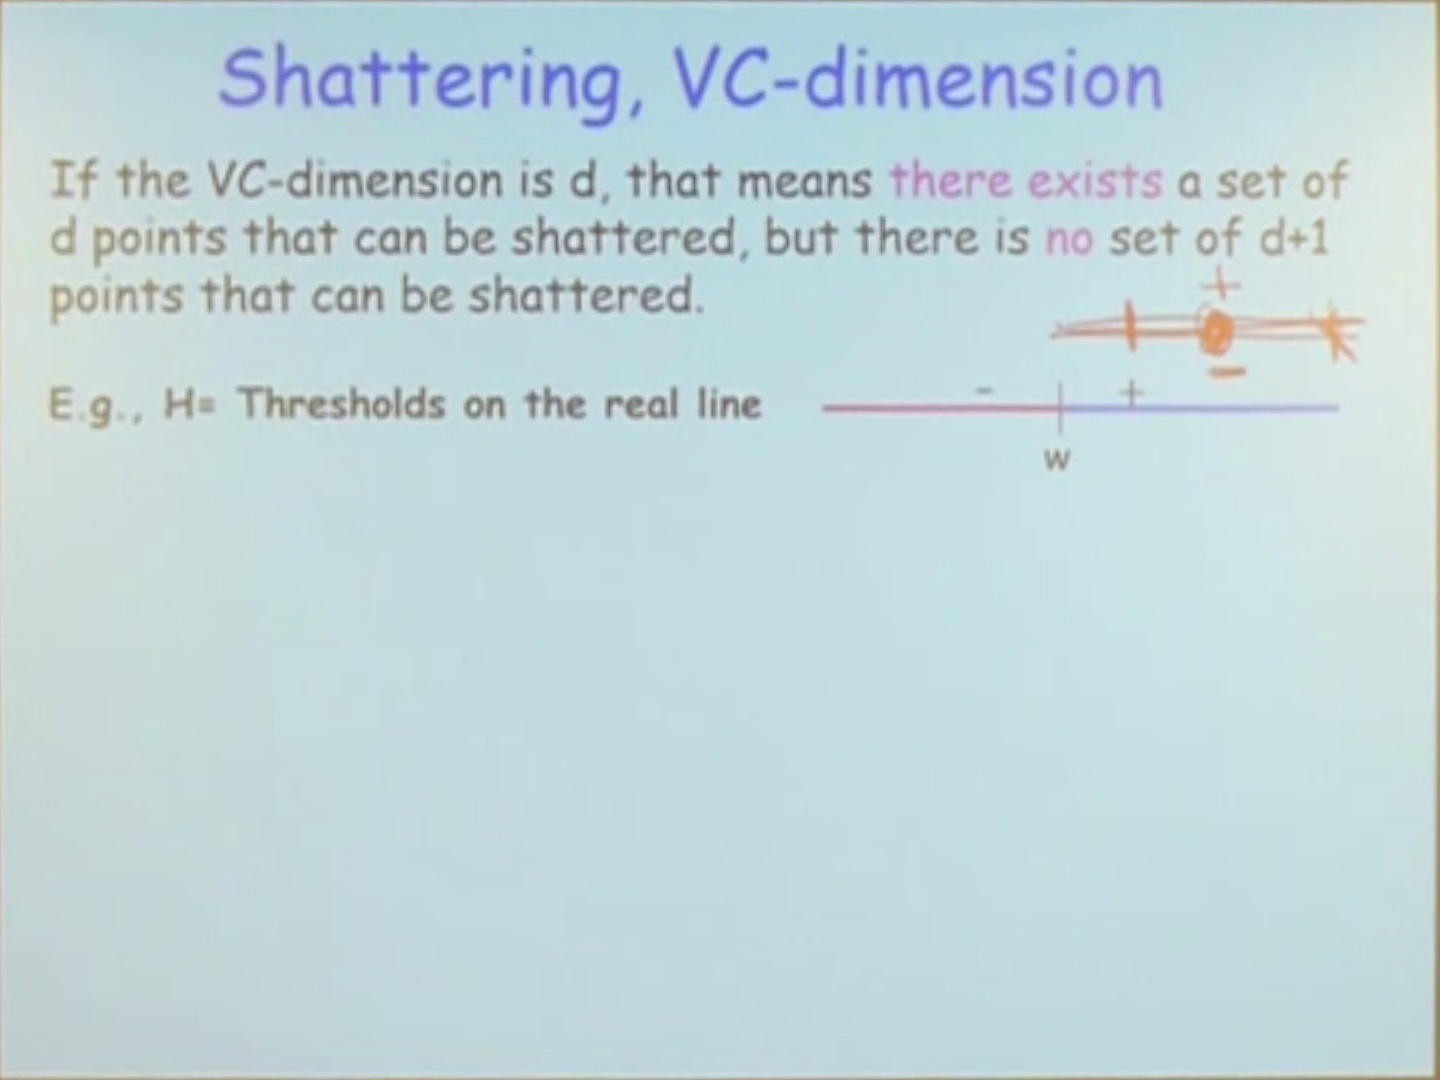 Shattering, VC-dimension
If the VC-dimension is d, that means there exists a set of
d points that can be shattered, but there is no set of d+1
points that can be shattered.
+
-
E.g., H= Thresholds on the real line - +
w